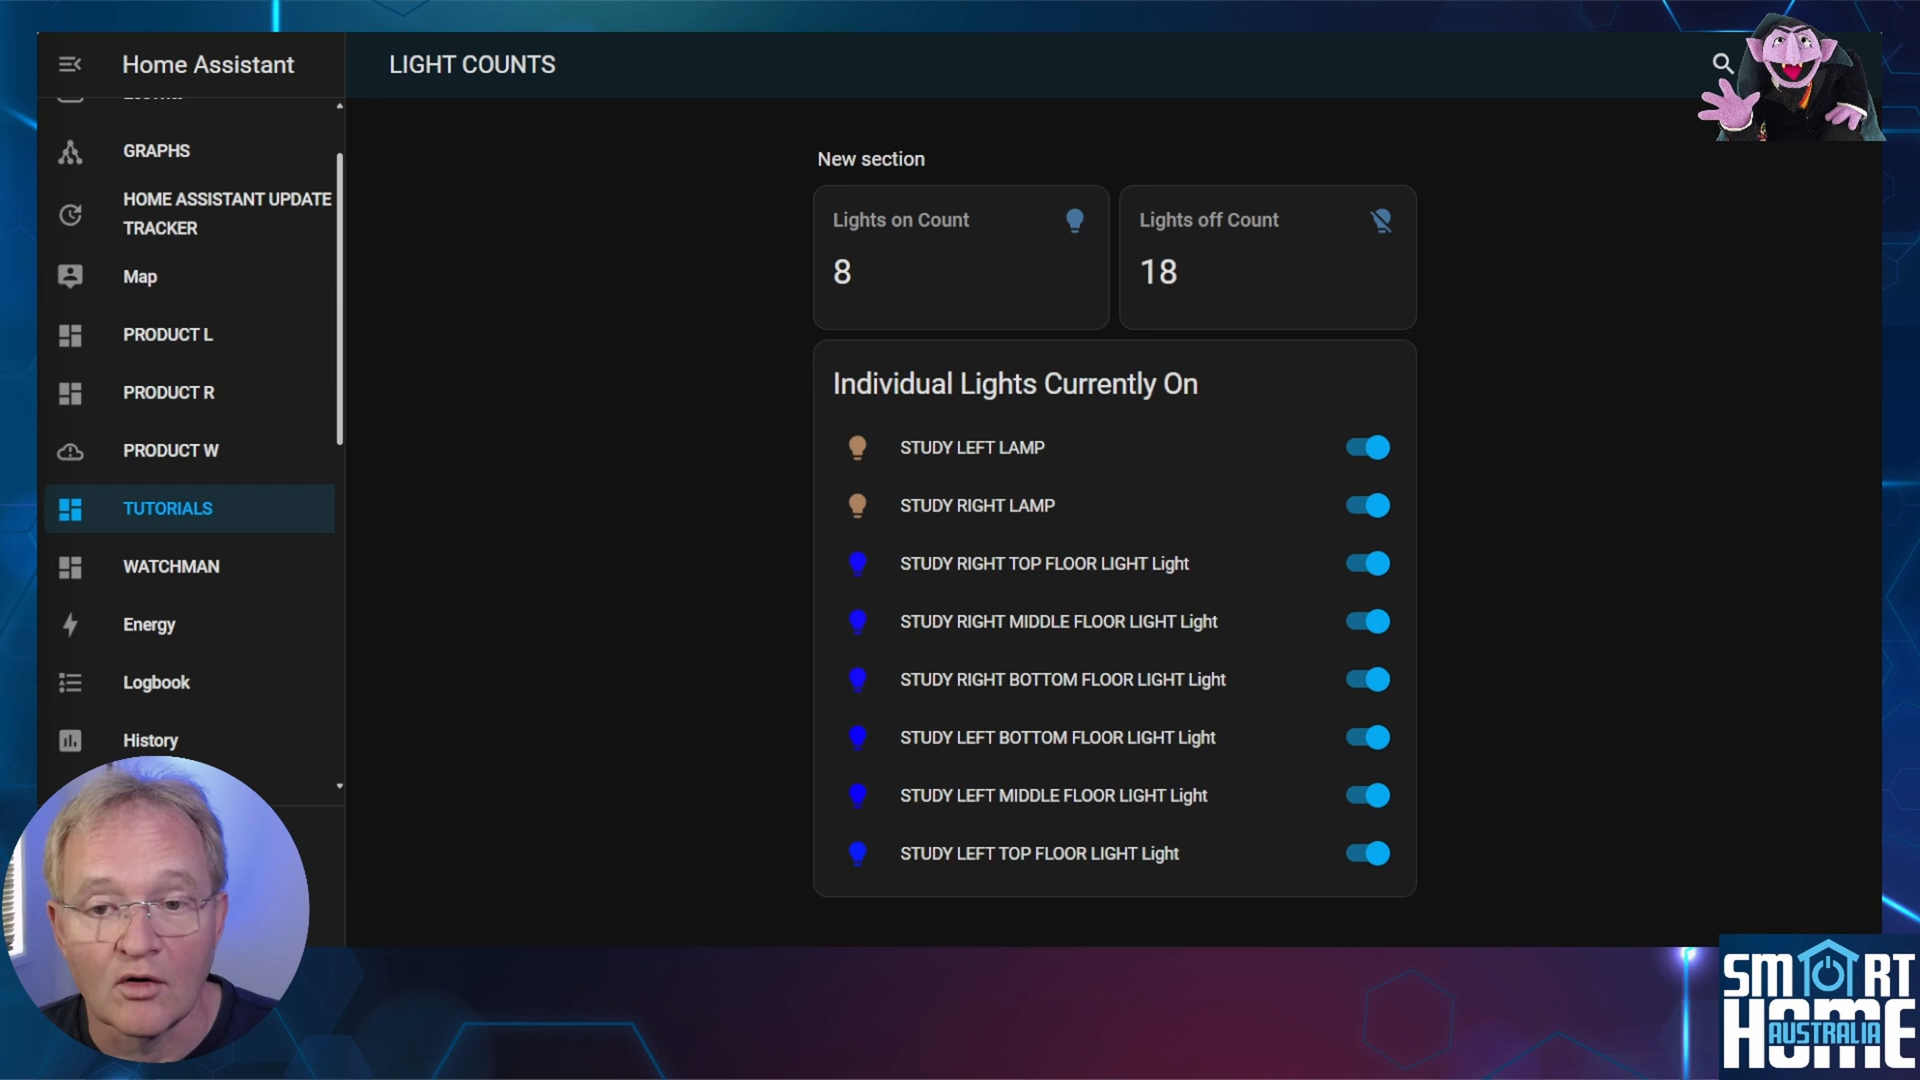 Home Assistant
LIGHT COUNTS
GRAPHS
HOME ASSISTANT UPDATE
TRACKER
Map
PRODUCT L
PRODUCT R
PRODUCT W
TUTORIALS
WATCHMAN
Energy
Logbook
History
New section
Lights on Count
8
Lights off Count
18
Individual Lights Currently On
STUDY LEFT LAMP
STUDY RIGHT LAMP
STUDY RIGHT TOP FLOOR LIGHT Light
STUDY RIGHT MIDDLE FLOOR LIGHT Light
STUDY RIGHT BOTTOM FLOOR LIGHT Light
STUDY LEFT BOTTOM FLOOR LIGHT Light
STUDY LEFT MIDDLE FLOOR LIGHT Light
STUDY LEFT TOP FLOOR LIGHT Light
SMART
HOME
AUSTRALIA